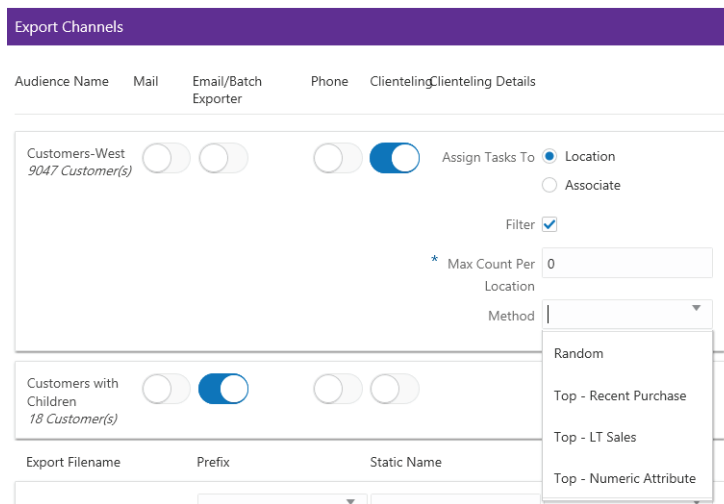 Export Channels
Audience Name Mail Email/Batch Exporter Phone Clienteling Clienteling Details
Customers-West
9047 Customer(s)
Assign Tasks To Location
Associate
Filter
* Max Count Per Location 0
Method
Random
Top - Recent Purchase
Top - LT Sales
Top - Numeric Attribute
Customers with
Children
18 Customer(s)
Export Filename Prefix Static Name